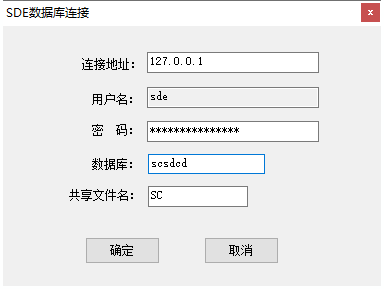 SDE数据库连接
x
连接地址: 127.0.0.1
用户名: sde
密 码: ***************
数据库: scsdcd
共享文件名: SC
确定 取消